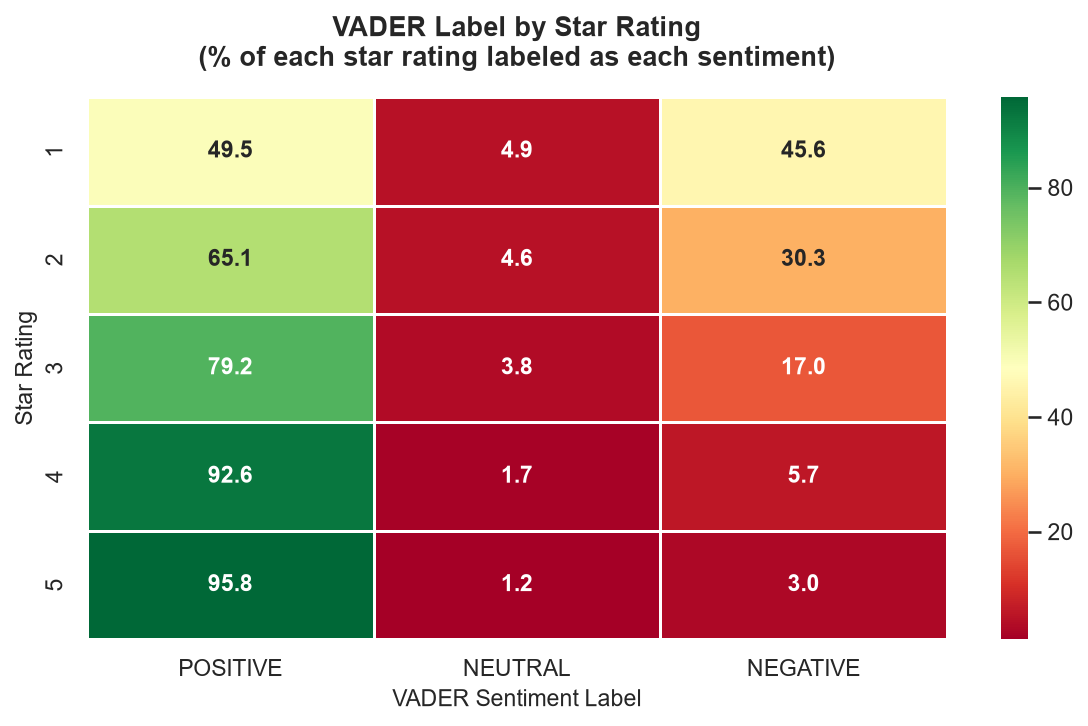 VADER Label by Star Rating
(% of each star rating labeled as each sentiment)
1 49.5 4.9 45.6
2 65.1 4.6 30.3
3 79.2 3.8 17.0
4 92.6 1.7 5.7
5 95.8 1.2 3.0
Star Rating
POSITIVE NEUTRAL NEGATIVE
VADER Sentiment Label
80
60
40
20